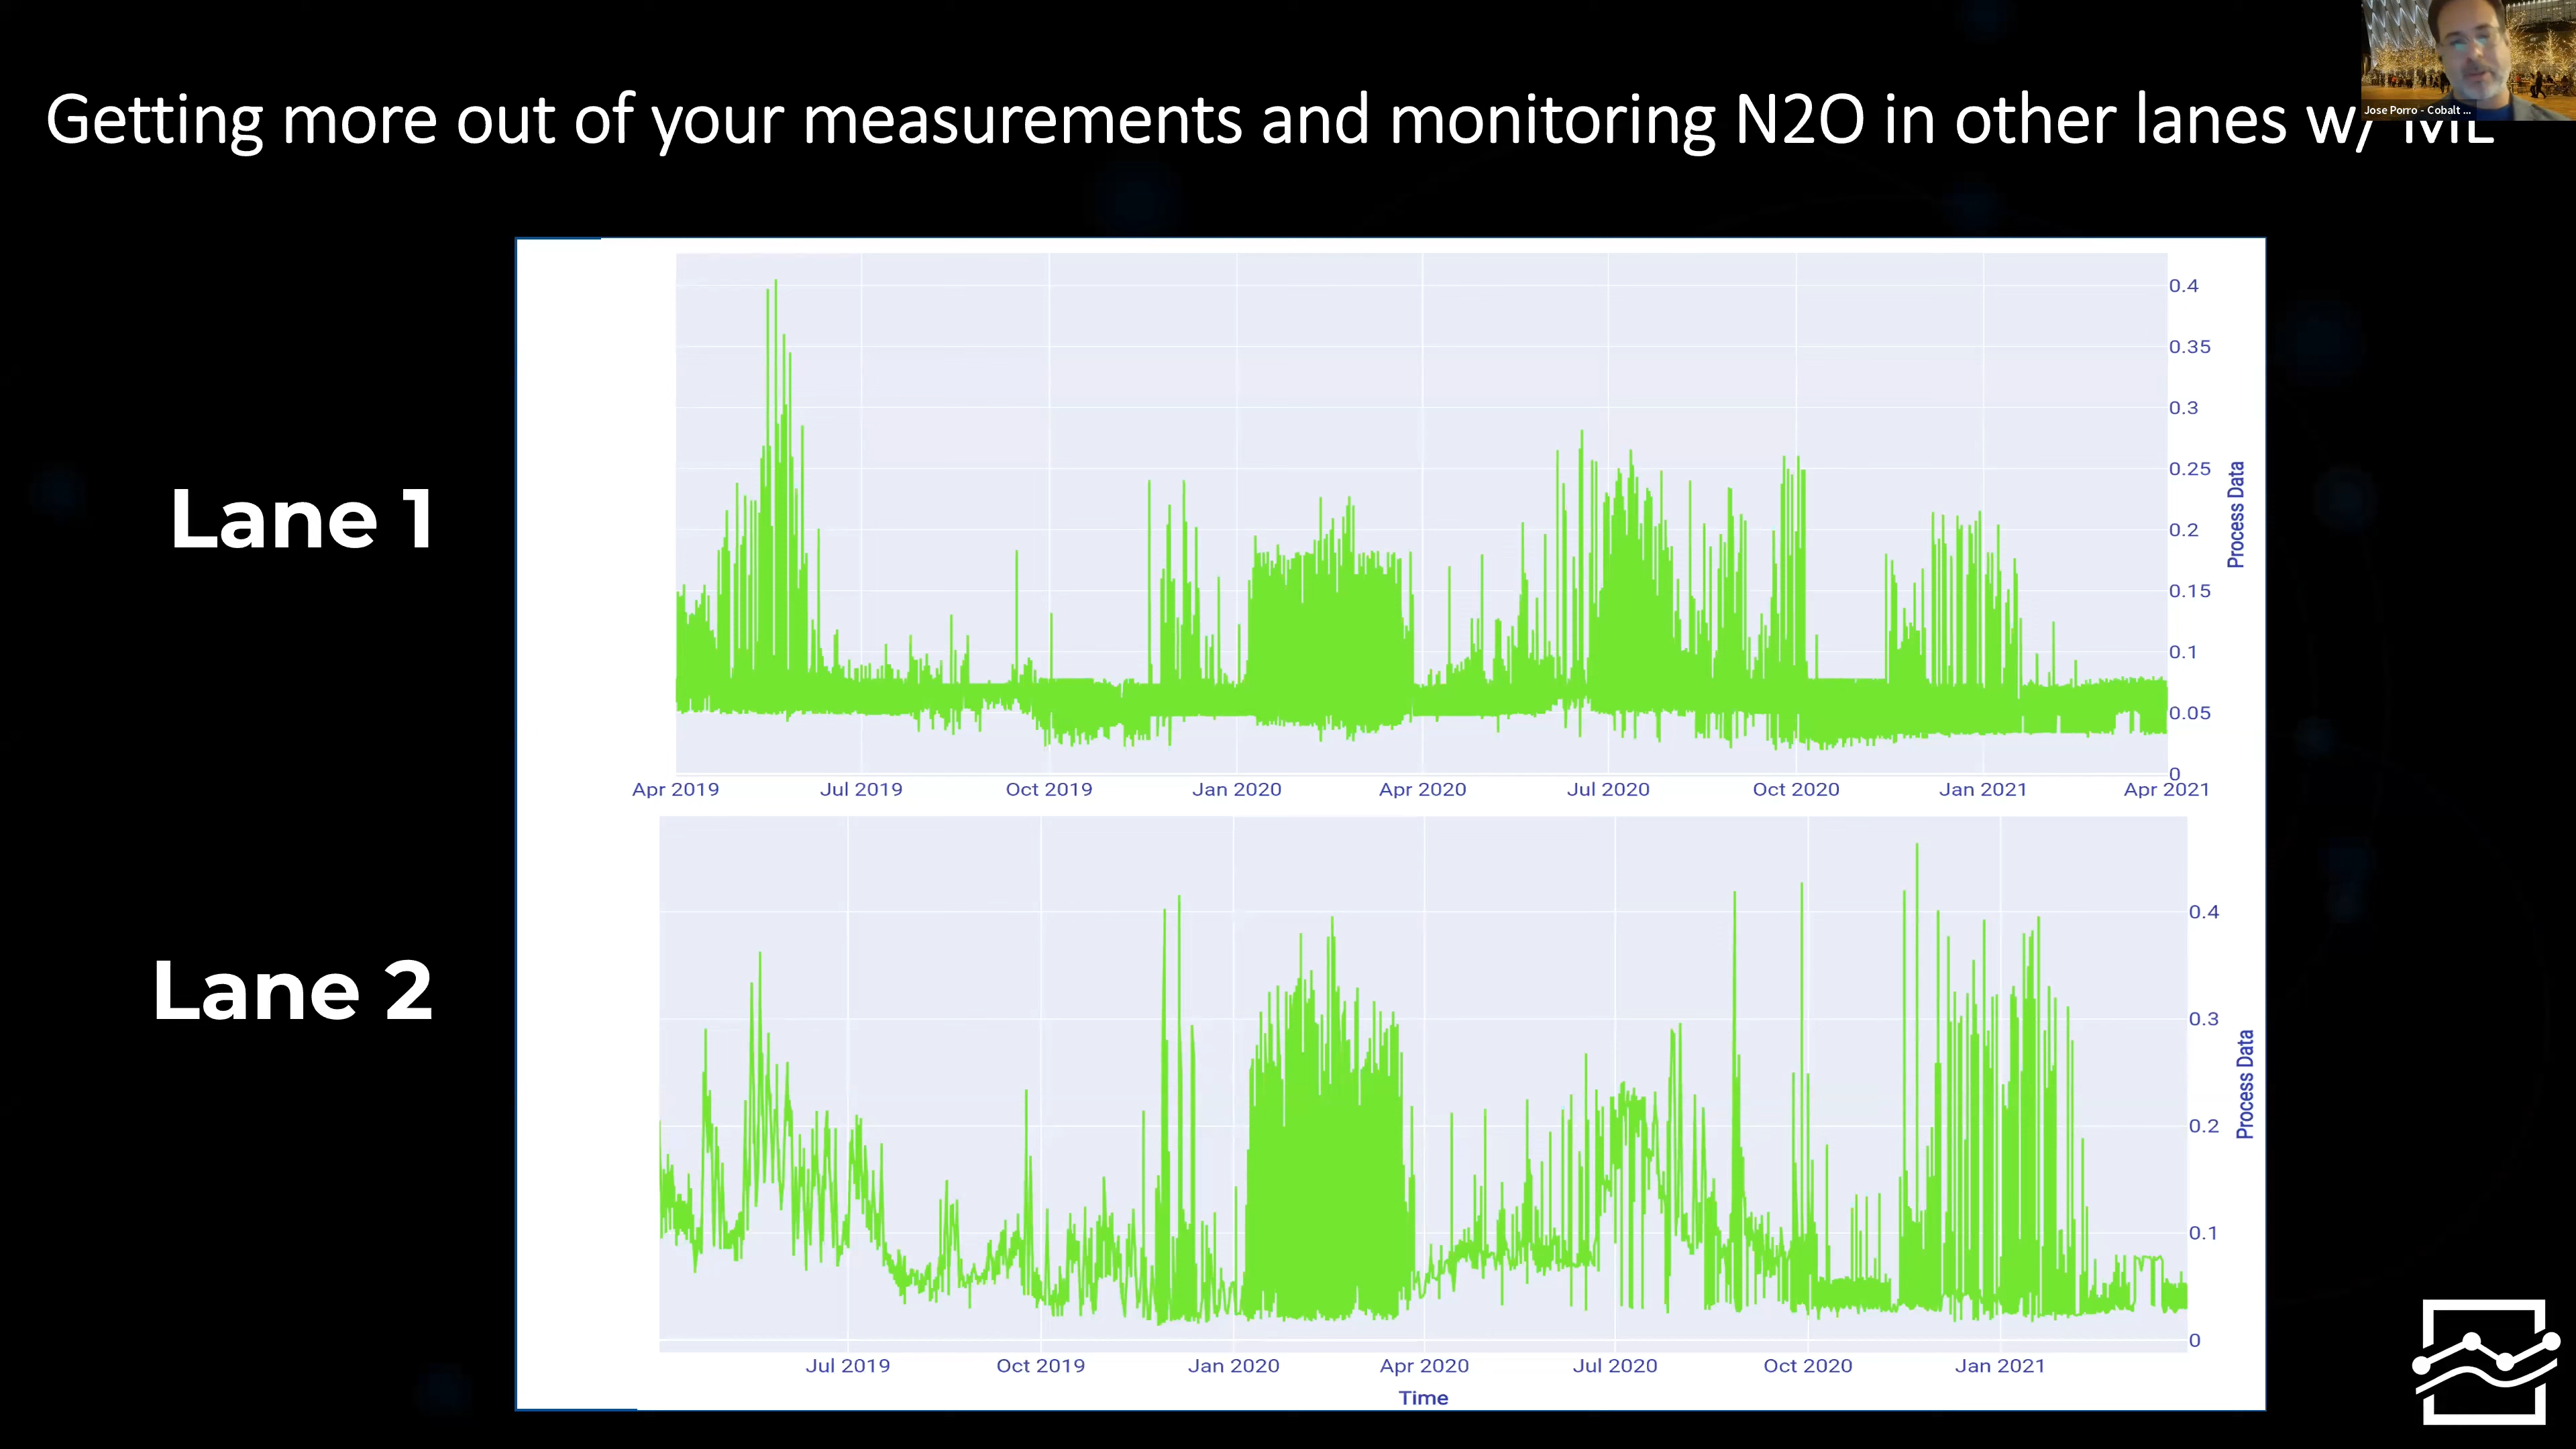 Getting more out of your measurements and monitoring N2O in other lanes w/ ML
Jose Porro - Cobalt ...
Lane 1
0.4
0.35
0.3
0.25
0.2
0.15
0.1
0.05
0
Process Data
Apr 2019 Jul 2019 Oct 2019 Jan 2020 Apr 2020 Jul 2020 Oct 2020 Jan 2021 Apr 2021
Lane 2
0.4
0.3
0.2
0.1
0
Process Data
Jul 2019 Oct 2019 Jan 2020 Apr 2020 Jul 2020 Oct 2020 Jan 2021
Time